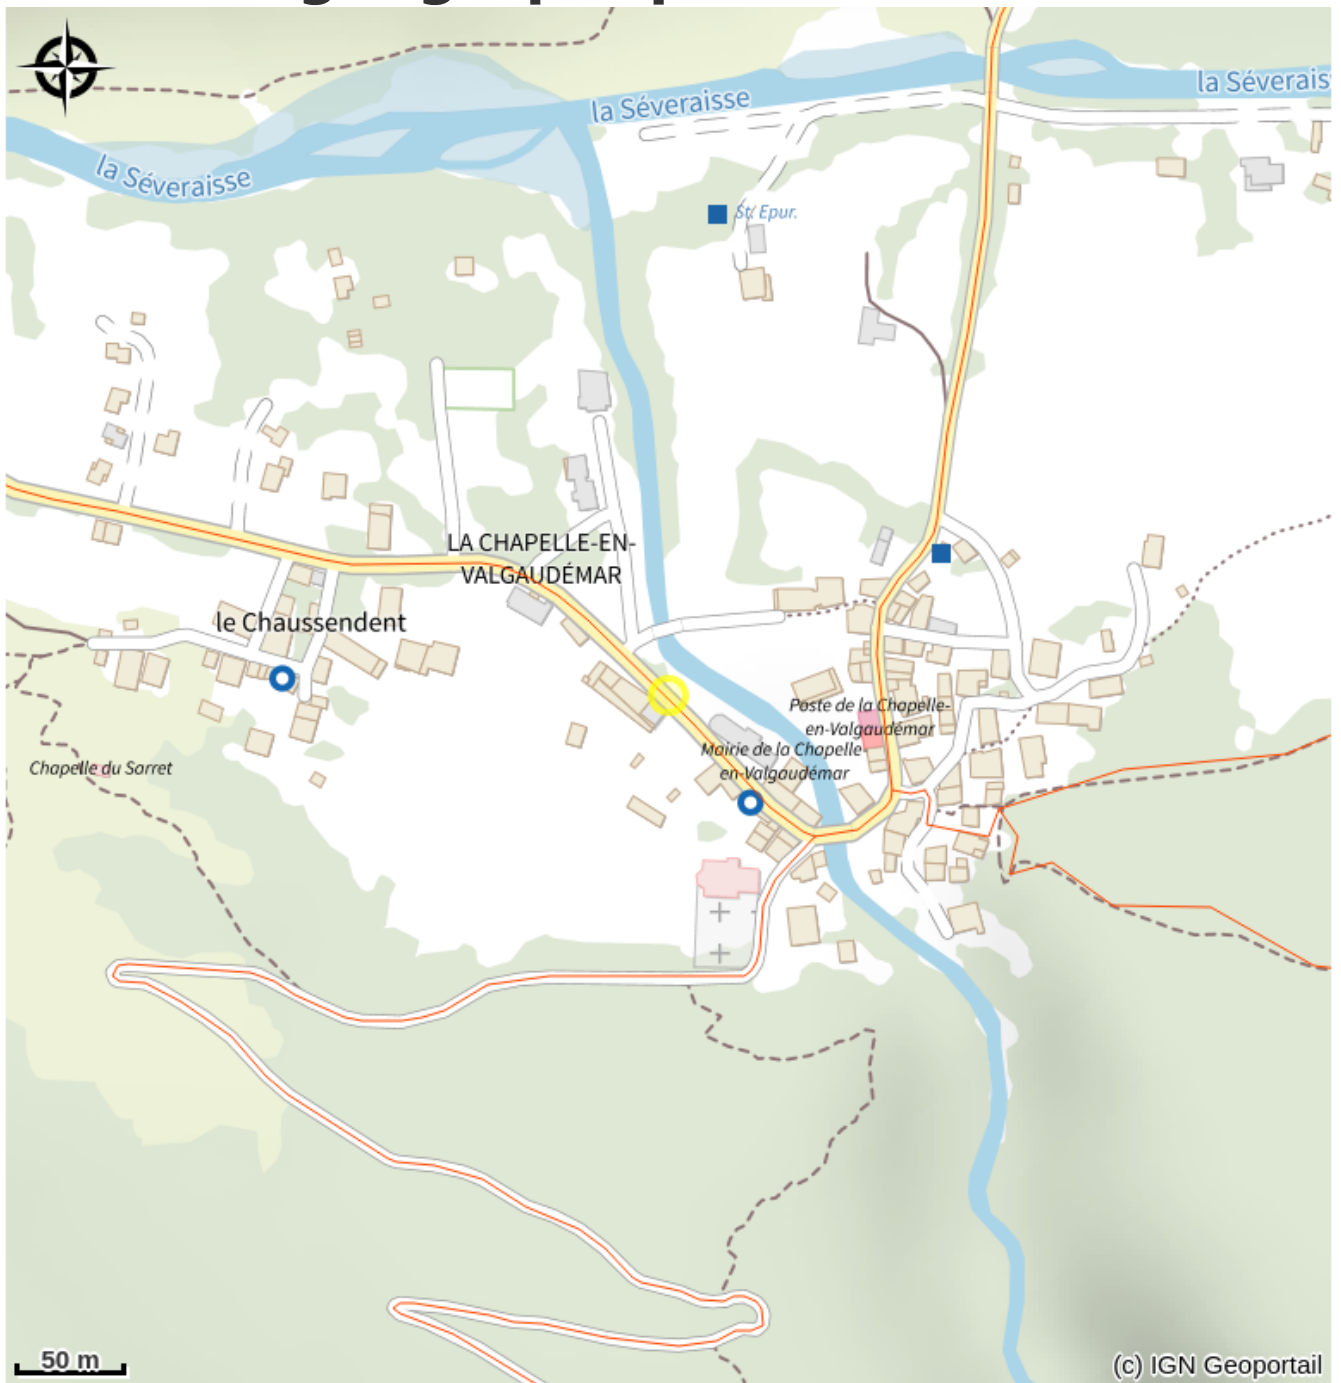 la Séveraisse
la Séverais
la Séveraisse
St. Epur.
LA CHAPELLE-EN-
VALGAUDÉMAR
le Chaussendent
Poste de la Chapelle-
en-Valgaudémar
Mairie de la Chapelle-
en-Valgaudémar
Chapelle du Sarret
50 m
(c) IGN Geoportail